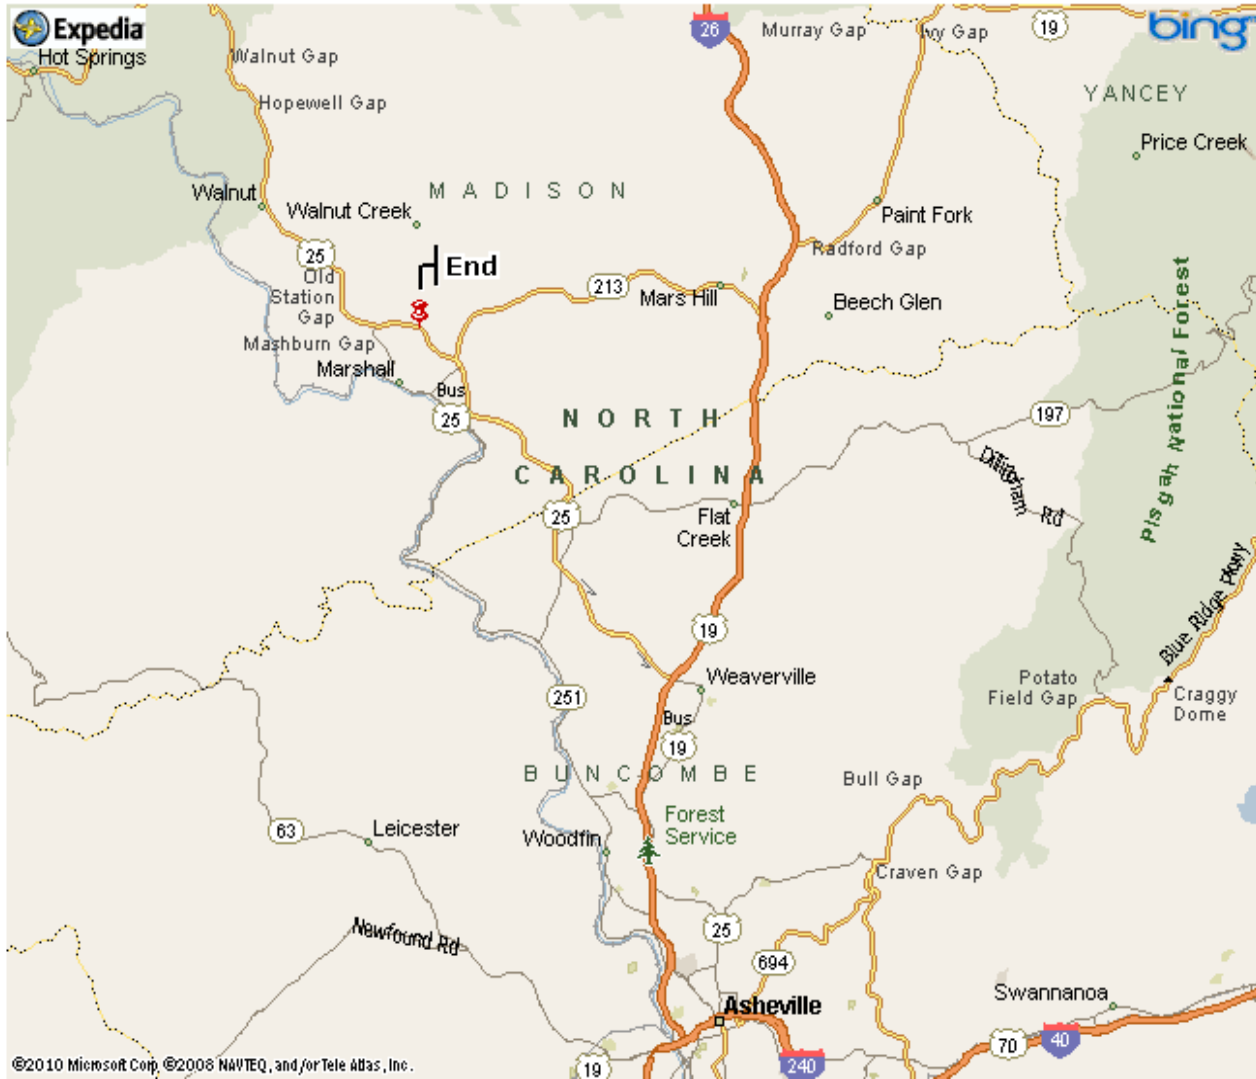 Expedia
bing
26
Murray Gap
Ivy Gap
19
Hot Springs
Walnut Gap
Hopewell Gap
YANCEY
Price Creek
MADISON
Walnut
Walnut Creek
Paint Fork
Radford Gap
25
End
Old
Station
Gap
213
Mars Hill
Beech Glen
Mashburn Gap
Marshall
Bus
25
NORTH
CAROLINA
197
Pisgah National Forest
Dillingham Rd
25
Flat
Creek
19
Blue Ridge Pkwy
Weaverville
251
Potato
Field Gap
Craggy
Dome
Bus
19
BUNCOMBE
Bull Gap
Forest
Service
63
Leicester
Woodfin
Craven Gap
Newfound Rd
25
694
Asheville
Swannanoa
70
40
19
240
©2010 Microsoft Corp, ©2008 NAVTEQ, and/or Tele Atlas, Inc.